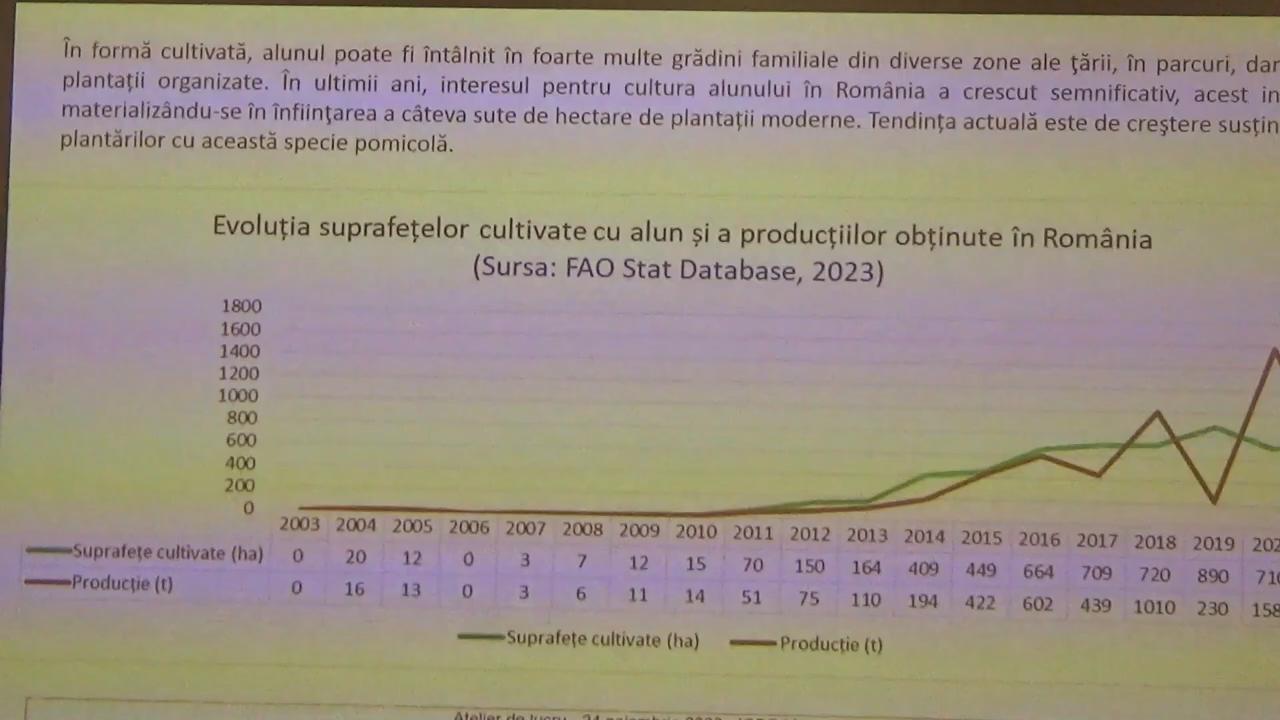 În formă cultivată, alunul poate fi întâlnit în foarte multe grădini familiale din diverse zone ale ţării, în parcuri, dar
plantaţii organizate. În ultimii ani, interesul pentru cultura alunului în România a crescut semnificativ, acest in
materializându-se în înfiinţarea a câteva sute de hectare de plantaţii moderne. Tendinţa actuală este de creştere susţin
plantărilor cu această specie pomicolă.
Evoluția suprafețelor cultivate cu alun și a producțiilor obținute în România
(Sursa: FAO Stat Database, 2023)
1800
1600
1400
1200
1000
800
600
400
200
0
2003 2004 2005 2006 2007 2008 2009 2010 2011 2012 2013 2014 2015 2016 2017 2018 2019 202
Suprafețe cultivate (ha) 0 20 12 0 3 7 12 15 70 150 164 409 449 664 709 720 890 710
Producție (t) 0 16 13 0 3 6 11 14 51 75 110 194 422 602 439 1010 230 158
Suprafețe cultivate (ha) Producție (t)
Atelier de lucru